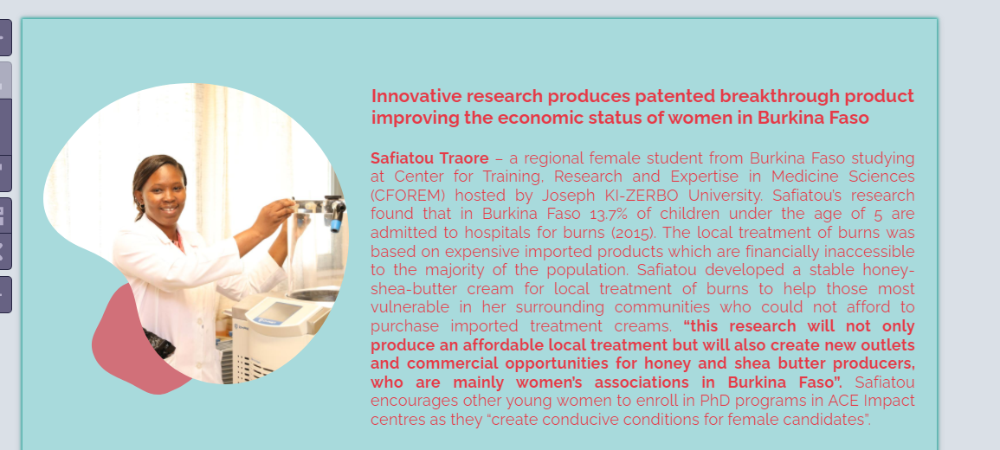 Innovative research produces patented breakthrough product
improving the economic status of women in Burkina Faso
Safiatou Traore – a regional female student from Burkina Faso studying
at Center for Training, Research and Expertise in Medicine Sciences
(CFOREM) hosted by Joseph KI-ZERBO University. Safiatou's research
found that in Burkina Faso 13,7% of children under the age of 5 are
admitted to hospitals for burns (2015). The local treatment of burns was
based on expensive imported products which are financially inaccessible
to the majority of the population. Safiatou developed a stable honey-
shea-butter cream for local treatment of burns to help those most
vulnerable in her surrounding communities who could not afford to
purchase imported treatment creams. “this research will not only
produce an affordable local treatment but will also create new outlets
and commercial opportunities for honey and shea butter producers,
who are mainly women's associations in Burkina Faso”. Safiatou
encourages other young women to enroll in PhD programs in ACE Impact
centres as they “create conducive conditions for female candidates”.